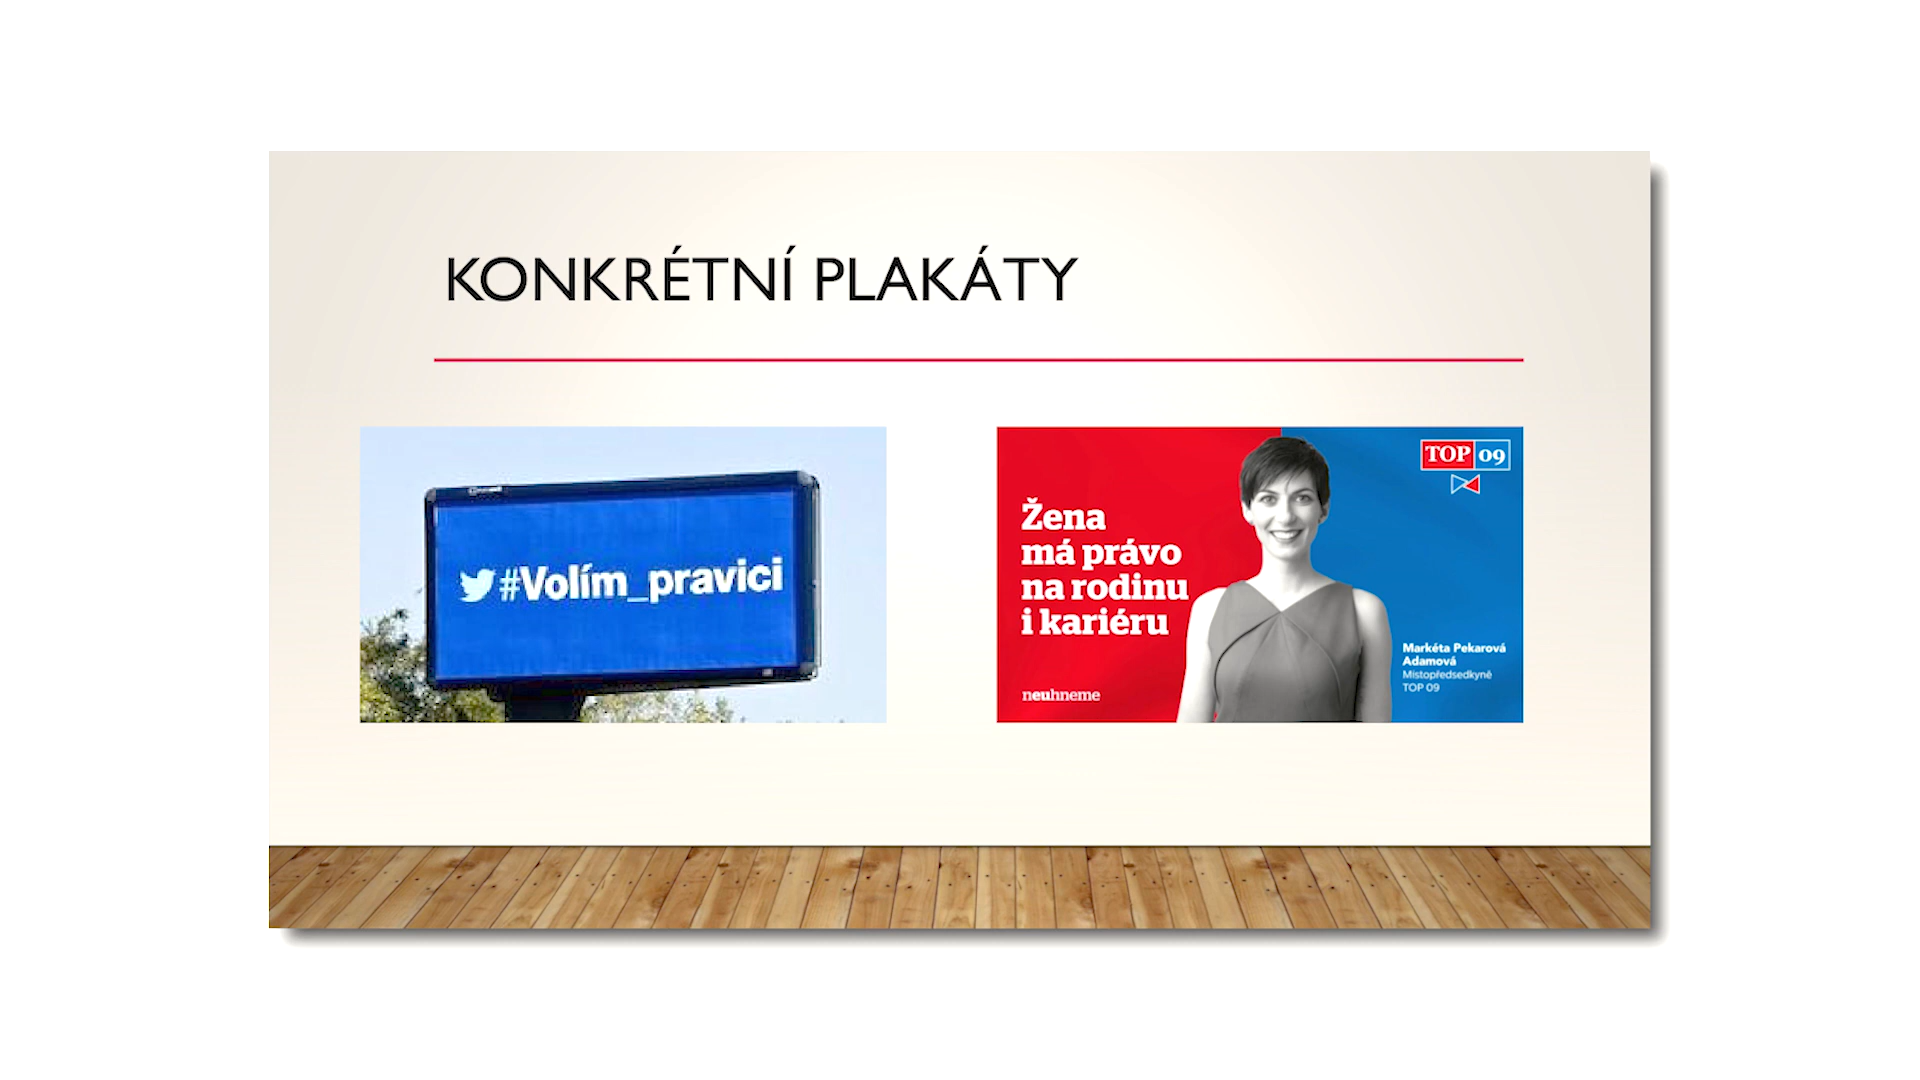 KONKRÉTNÍ PLAKÁTY
#Volím_pravici
TOP 09
Žena
má právo
na rodinu
i kariéru
neuhneme
Markéta Pekarová
Adamová
Místopředsedkyně
TOP 09